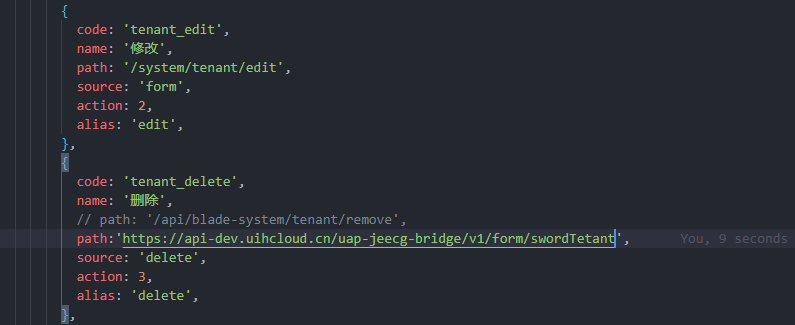 {
code: 'tenant_edit',
name: '修改',
path: '/system/tenant/edit',
source: 'form',
action: 2,
alias: 'edit',
},
{
code: 'tenant_delete',
name: '删除',
// path: '/api/blade-system/tenant/remove',
path:'https://api-dev.uihcloud.cn/uap-jeecg-bridge/v1/form/swordTetant', You, 9 seconds
source: 'delete',
action: 3,
alias: 'delete',
},